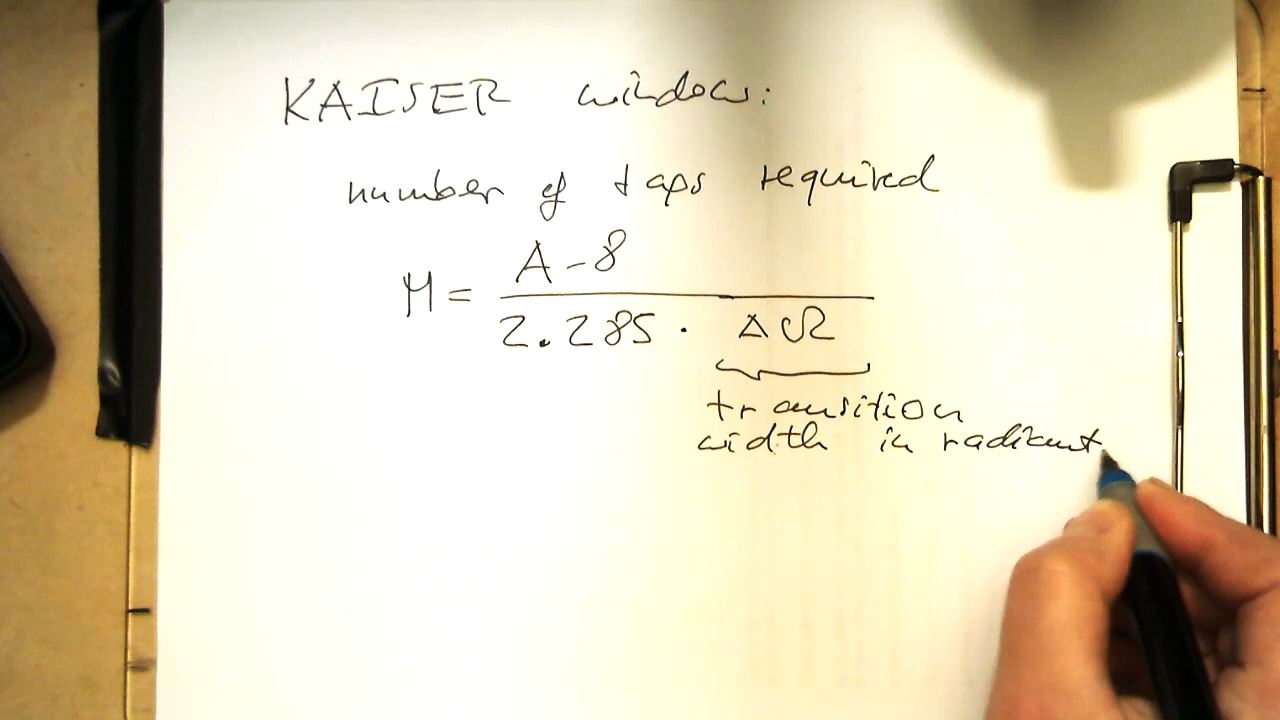 KAISER window:
number of taps required
M = A - 8
2.285 · ΔΩ
transition
width in radiant